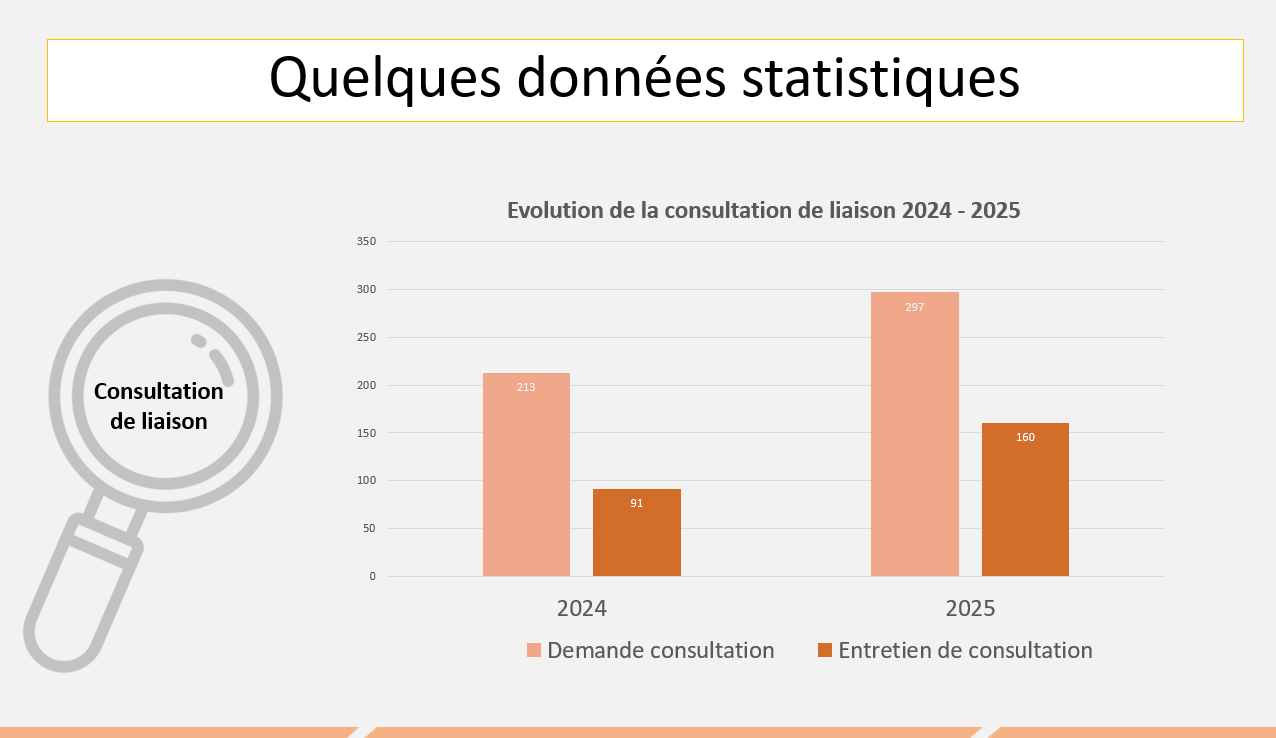 Quelques données statistiques
Evolution de la consultation de liaison 2024 - 2025
350
300
250
200
150
100
50
0
213
91
297
160
2024
2025
Demande consultation
Entretien de consultation
Consultation
de liaison